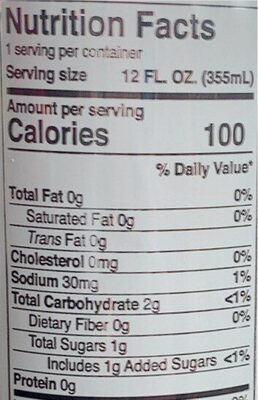 Nutrition Facts
1 serving per container
Serving size 12 FL. OZ. (355mL)
Amount per serving
Calories 100
% Daily Value*
Total Fat 0g 0%
Saturated Fat 0g 0%
Trans Fat 0g
Cholesterol 0mg 0%
Sodium 30mg 1%
Total Carbohydrate 2g <1%
Dietary Fiber 0g 0%
Total Sugars 1g
Includes 1g Added Sugars <1%
Protein 0g